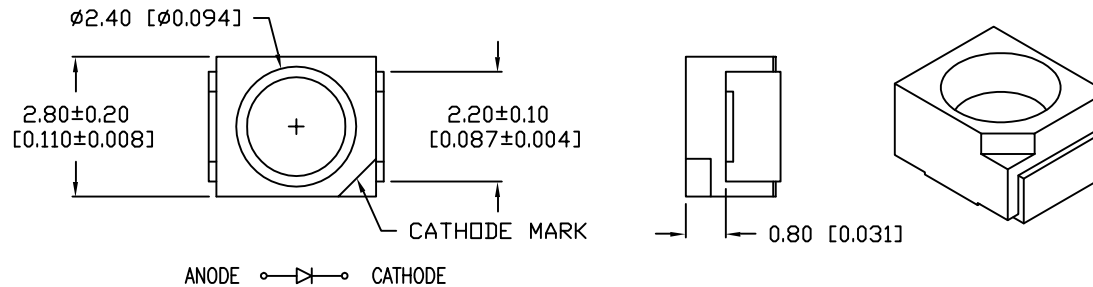 ø2.40 [ø0.094]
2.80±0.20
[0.110±0.008]
2.20±0.10
[0.087±0.004]
CATHODE MARK
0.80 [0.031]
ANODE CATHODE